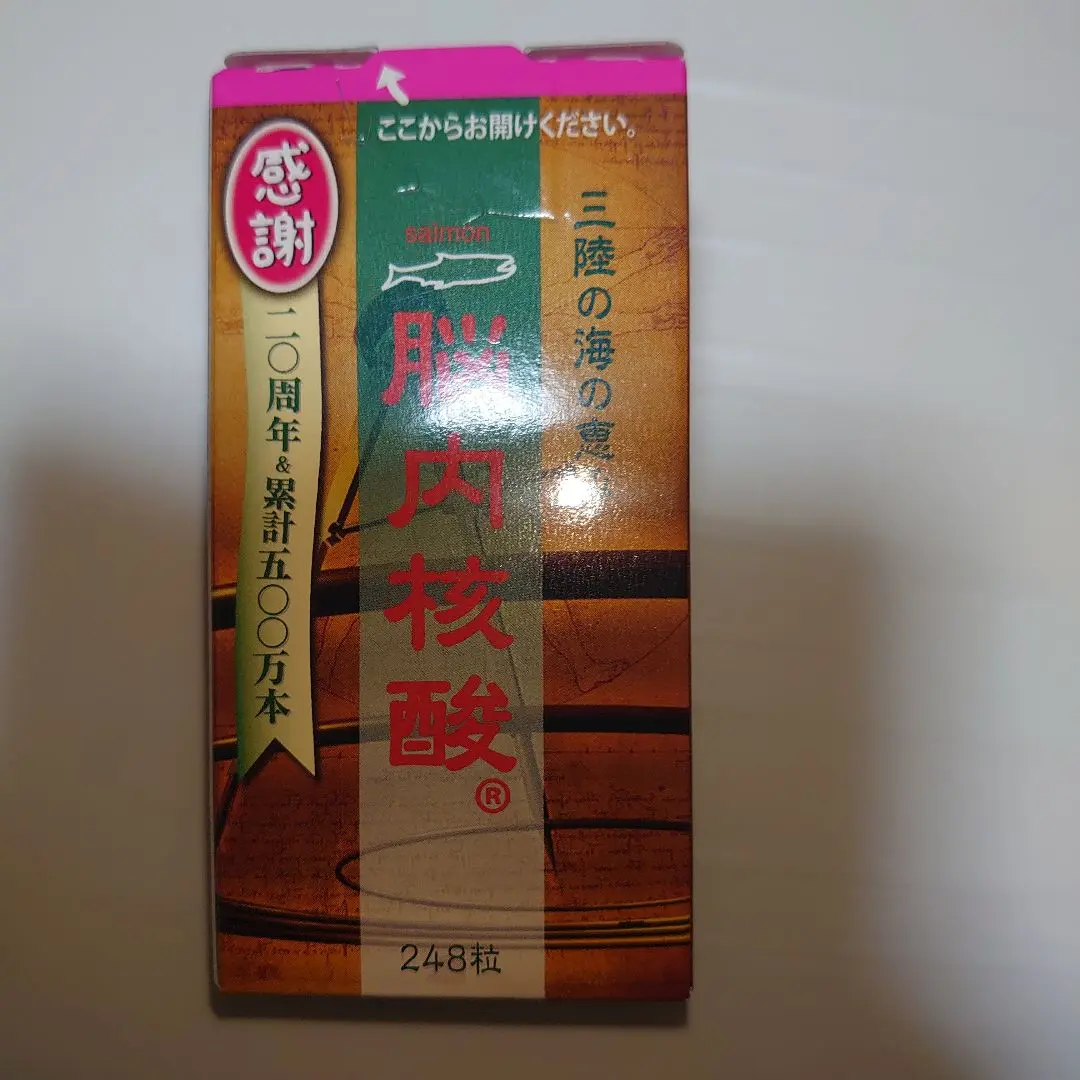 ここからお開けください。
感謝
二〇周年&累計五〇〇万本
salmon
脳内核酸®
三陸の海の恵
248粒